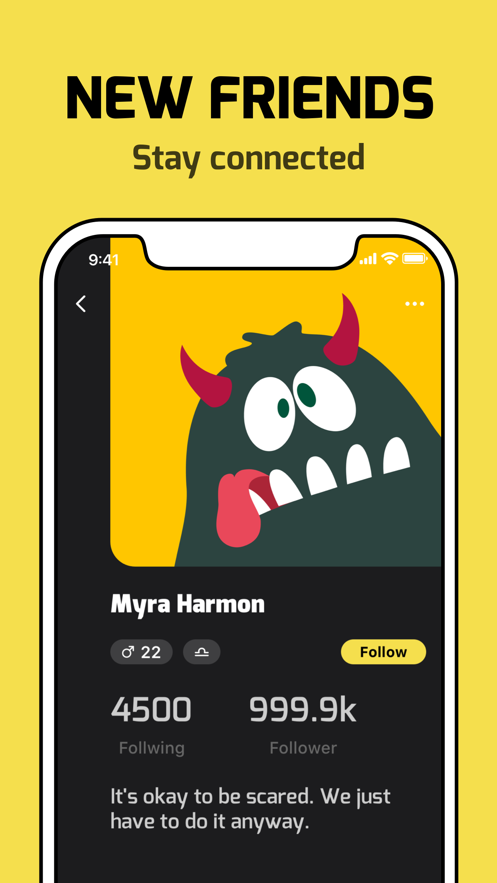 NEW FRIENDS
Stay connected
9:41
Myra Harmon
♂ 22
♎
Follow
4500
999.9k
Follwing
Follower
It's okay to be scared. We just
have to do it anyway.